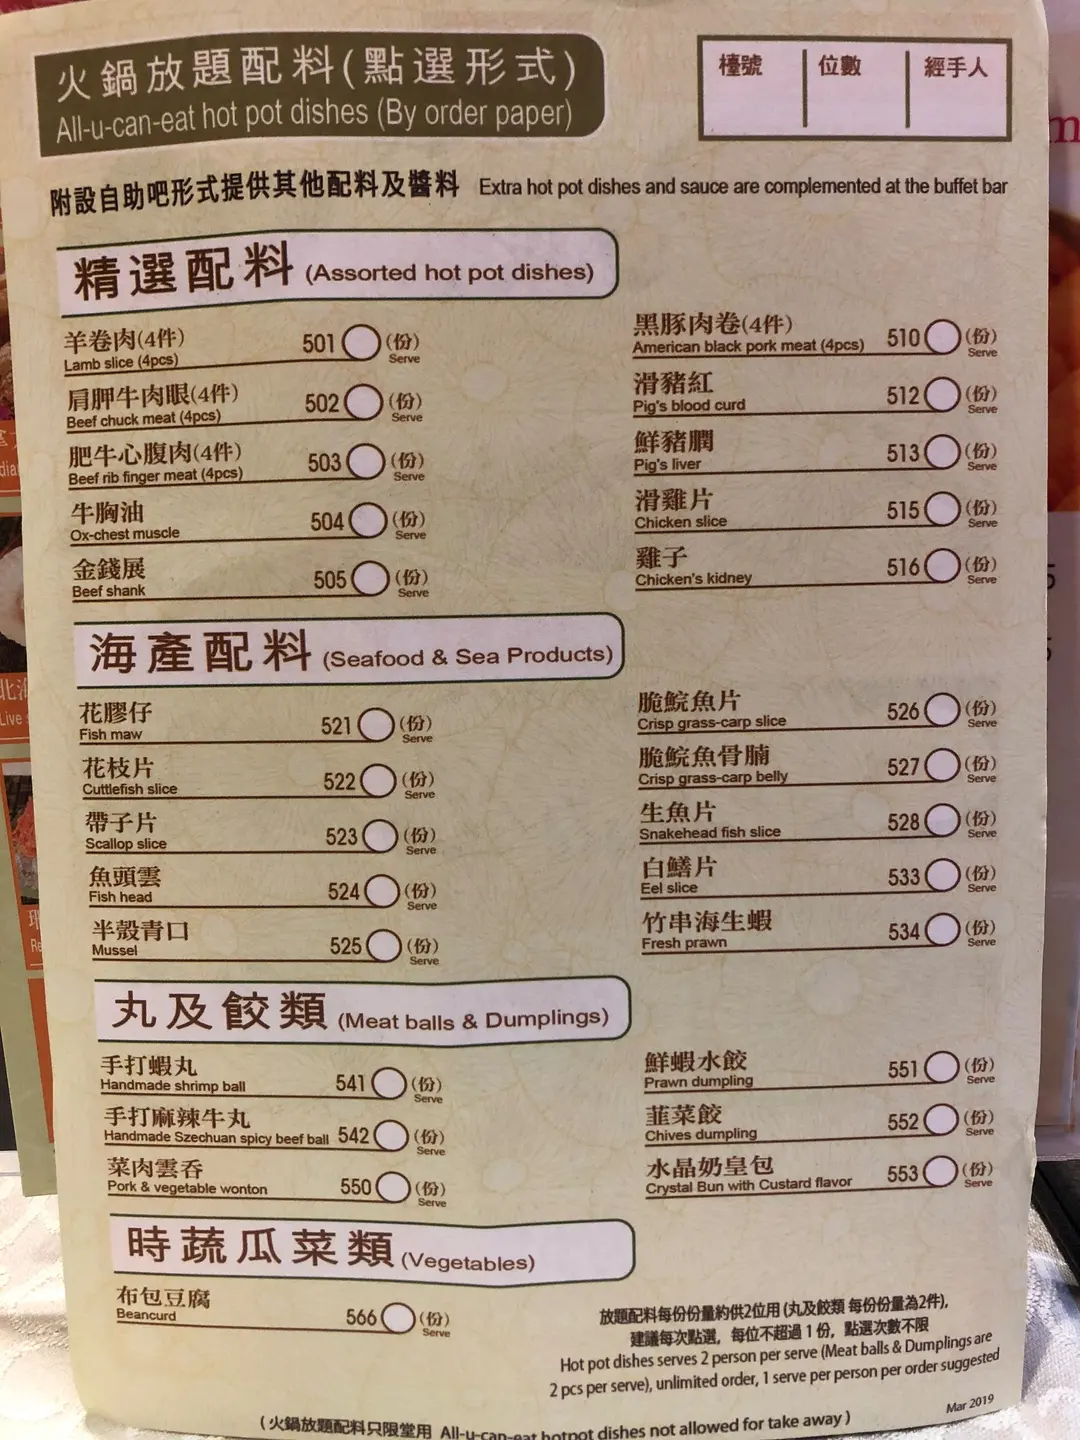 火鍋放題配料(點選形式)
All-u-can-eat hot pot dishes (By order paper)
檯號 位數 經手人
附設自助吧形式提供其他配料及醬料 Extra hot pot dishes and sauce are complemented at the buffet bar
精選配料 (Assorted hot pot dishes)
羊卷肉(4件) 501 (份)
Lamb slice (4pcs) Serve
肩胛牛肉眼(4件) 502 (份)
Beef chuck meat (4pcs) Serve
肥牛心腹肉(4件) 503 (份)
Beef rib finger meat (4pcs) Serve
牛胸油 504 (份)
Ox-chest muscle Serve
金錢展 505 (份)
Beef shank Serve
黑豚肉卷(4件) 510 (份)
American black pork meat (4pcs) Serve
滑豬紅 512 (份)
Pig's blood curd Serve
鮮豬膶 513 (份)
Pig's liver Serve
滑雞片 515 (份)
Chicken slice Serve
雞子 516 (份)
Chicken's kidney Serve
海產配料 (Seafood & Sea Products)
花膠仔 521 (份)
Fish maw Serve
花枝片 522 (份)
Cuttlefish slice Serve
帶子片 523 (份)
Scallop slice Serve
魚頭雲 524 (份)
Fish head Serve
半殼青口 525 (份)
Mussel Serve
脆鯇魚片 526 (份)
Crisp grass-carp slice Serve
脆鯇魚骨腩 527 (份)
Crisp grass-carp belly Serve
生魚片 528 (份)
Snakehead fish slice Serve
白鱔片 533 (份)
Eel slice Serve
竹串海生蝦 534 (份)
Fresh prawn Serve
丸及餃類 (Meat balls & Dumplings)
手打蝦丸 541 (份)
Handmade shrimp ball Serve
手打麻辣牛丸 542 (份)
Handmade Szechuan spicy beef ball Serve
菜肉雲吞 550 (份)
Pork & vegetable wonton Serve
鮮蝦水餃 551 (份)
Prawn dumpling Serve
韮菜餃 552 (份)
Chives dumpling Serve
水晶奶皇包 553 (份)
Crystal Bun with Custard flavor Serve
時蔬瓜菜類 (Vegetables)
布包豆腐 566 (份)
Beancurd Serve
放題配料每份份量約供2位用 (丸及餃類 每份份量為2件),
建議每次點選，每位不超過 1 份，點選次數不限
Hot pot dishes serves 2 person per serve (Meat balls & Dumplings are
2 pcs per serve), unlimited order, 1 serve per person per order suggested
Mar 2019
(火鍋放題配料只限堂用 All-u-can-eat hotpot dishes not allowed for take away)